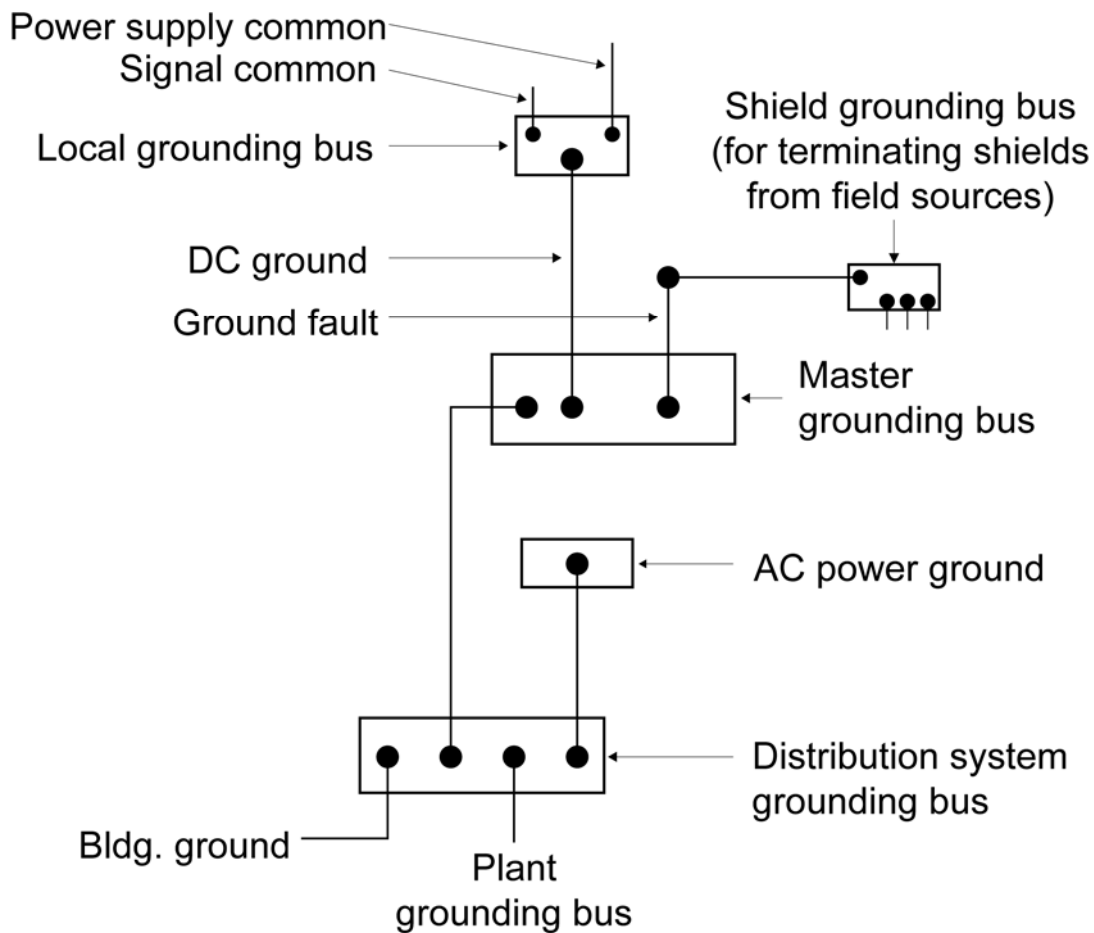 Power supply common
Signal common
Local grounding bus
Shield grounding bus
(for terminating shields
from field sources)
DC ground
Ground fault
Master
grounding bus
AC power ground
Distribution system
grounding bus
Bldg. ground
Plant
grounding bus